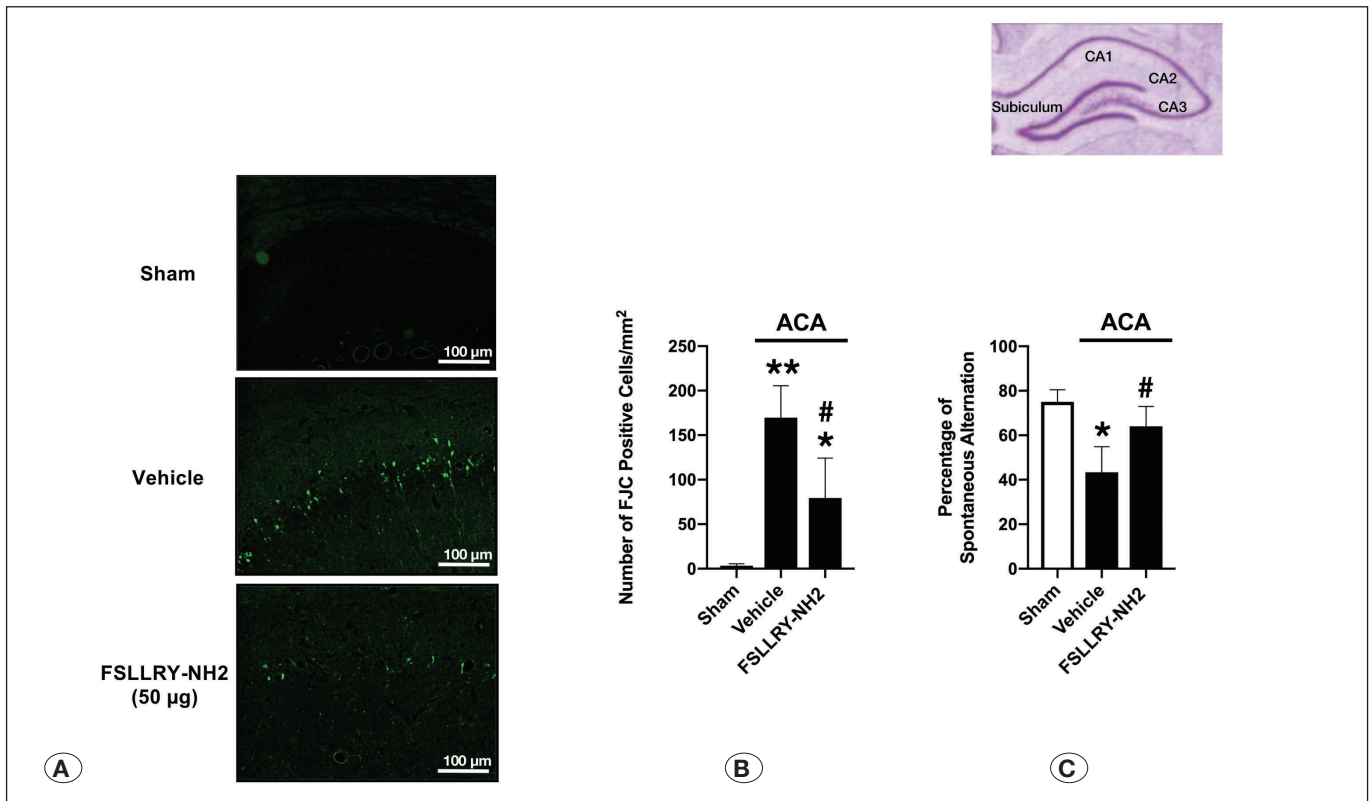 CA1
CA2
Subiculum
CA3
Sham
100 µm
Vehicle
100 µm
FSLLRY-NH2
(50 µg)
100 µm
A
Number of FJC Positive Cells/mm²
ACA
250
200
150
100
50
0
**
#
*
Sham
Vehicle
FSLLRY-NH2
B
Percentage of
Spontaneous Alternation
ACA
100
80
60
40
20
0
*
#
Sham
Vehicle
FSLLRY-NH2
C